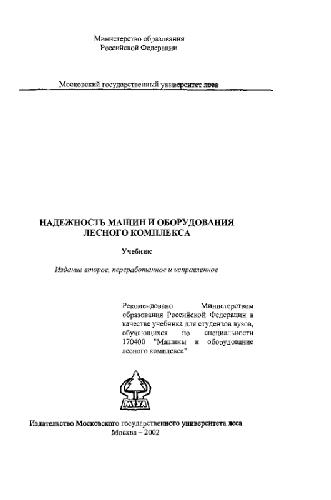 Министерство образования
Российской Федерации
Московский государственный университет леса
НАДЕЖНОСТЬ МАШИН И ОБОРУДОВАНИЯ
ЛЕСНОГО КОМПЛЕКСА
Учебник
Издание второе, переработанное и исправленное
Рекомендовано Министерством
образования Российской Федерации в
качестве учебника для студентов вузов,
обучающихся по специальности
170400 "Машины и оборудование
лесного комплекса"
Издательство Московского государственного университета леса
Москва – 2002